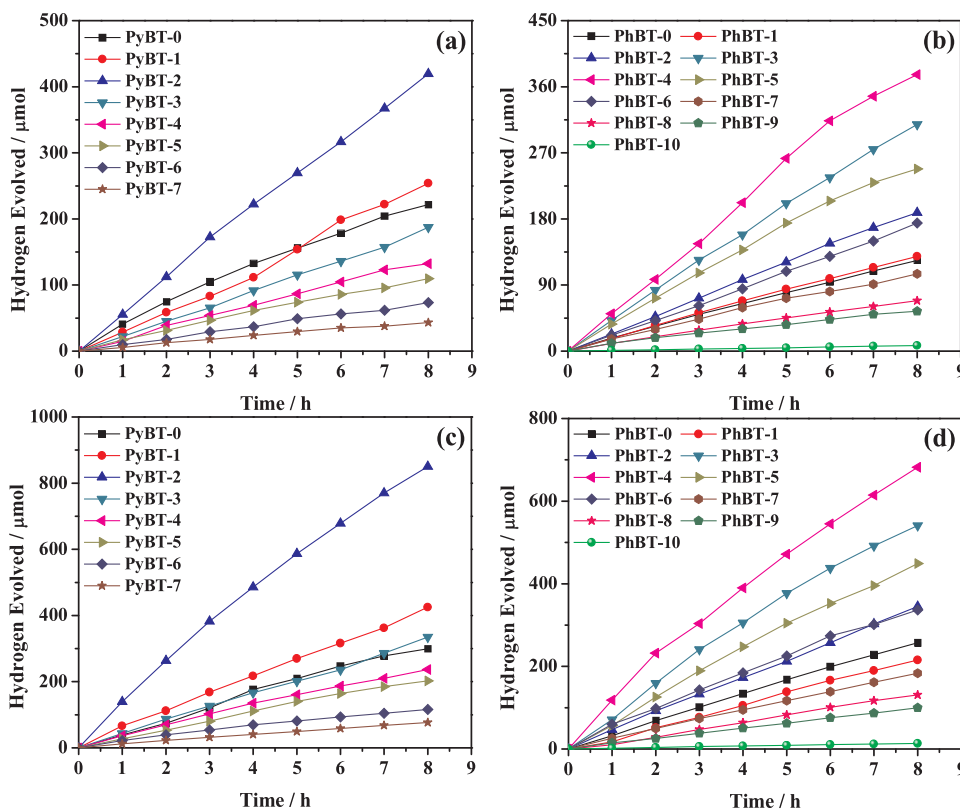 (a)
PyBT-0
PyBT-1
PyBT-2
PyBT-3
PyBT-4
PyBT-5
PyBT-6
PyBT-7
500
400
300
200
100
0
Hydrogen Evolved / μmol
0 1 2 3 4 5 6 7 8 9
Time / h
(b)
PhBT-0 PhBT-1
PhBT-2 PhBT-3
PhBT-4 PhBT-5
PhBT-6 PhBT-7
PhBT-8 PhBT-9
PhBT-10
450
360
270
180
90
0
Hydrogen Evolved / μmol
0 1 2 3 4 5 6 7 8 9
Time / h
(c)
PyBT-0
PyBT-1
PyBT-2
PyBT-3
PyBT-4
PyBT-5
PyBT-6
PyBT-7
1000
800
600
400
200
0
Hydrogen Evolved / μmol
0 1 2 3 4 5 6 7 8 9
Time / h
(d)
PhBT-0 PhBT-1
PhBT-2 PhBT-3
PhBT-4 PhBT-5
PhBT-6 PhBT-7
PhBT-8 PhBT-9
PhBT-10
800
600
400
200
0
Hydrogen Evolved / μmol
0 1 2 3 4 5 6 7 8 9
Time / h